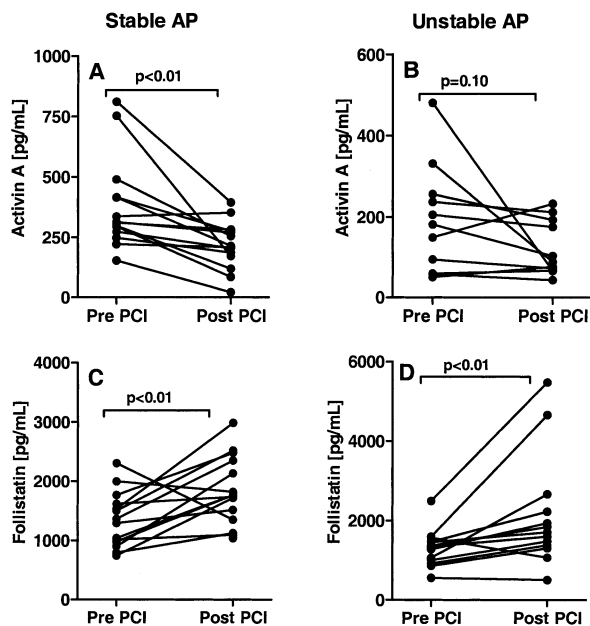 Stable AP
Unstable AP
A
p<0.01
1000
750
500
250
0
Activin A [pg/mL]
Pre PCI
Post PCI
B
p=0.10
600
400
200
0
Activin A [pg/mL]
Pre PCI
Post PCI
C
p<0.01
4000
3000
2000
1000
0
Follistatin [pg/mL]
Pre PCI
Post PCI
D
p<0.01
6000
4000
2000
0
Follistatin [pg/mL]
Pre PCI
Post PCI